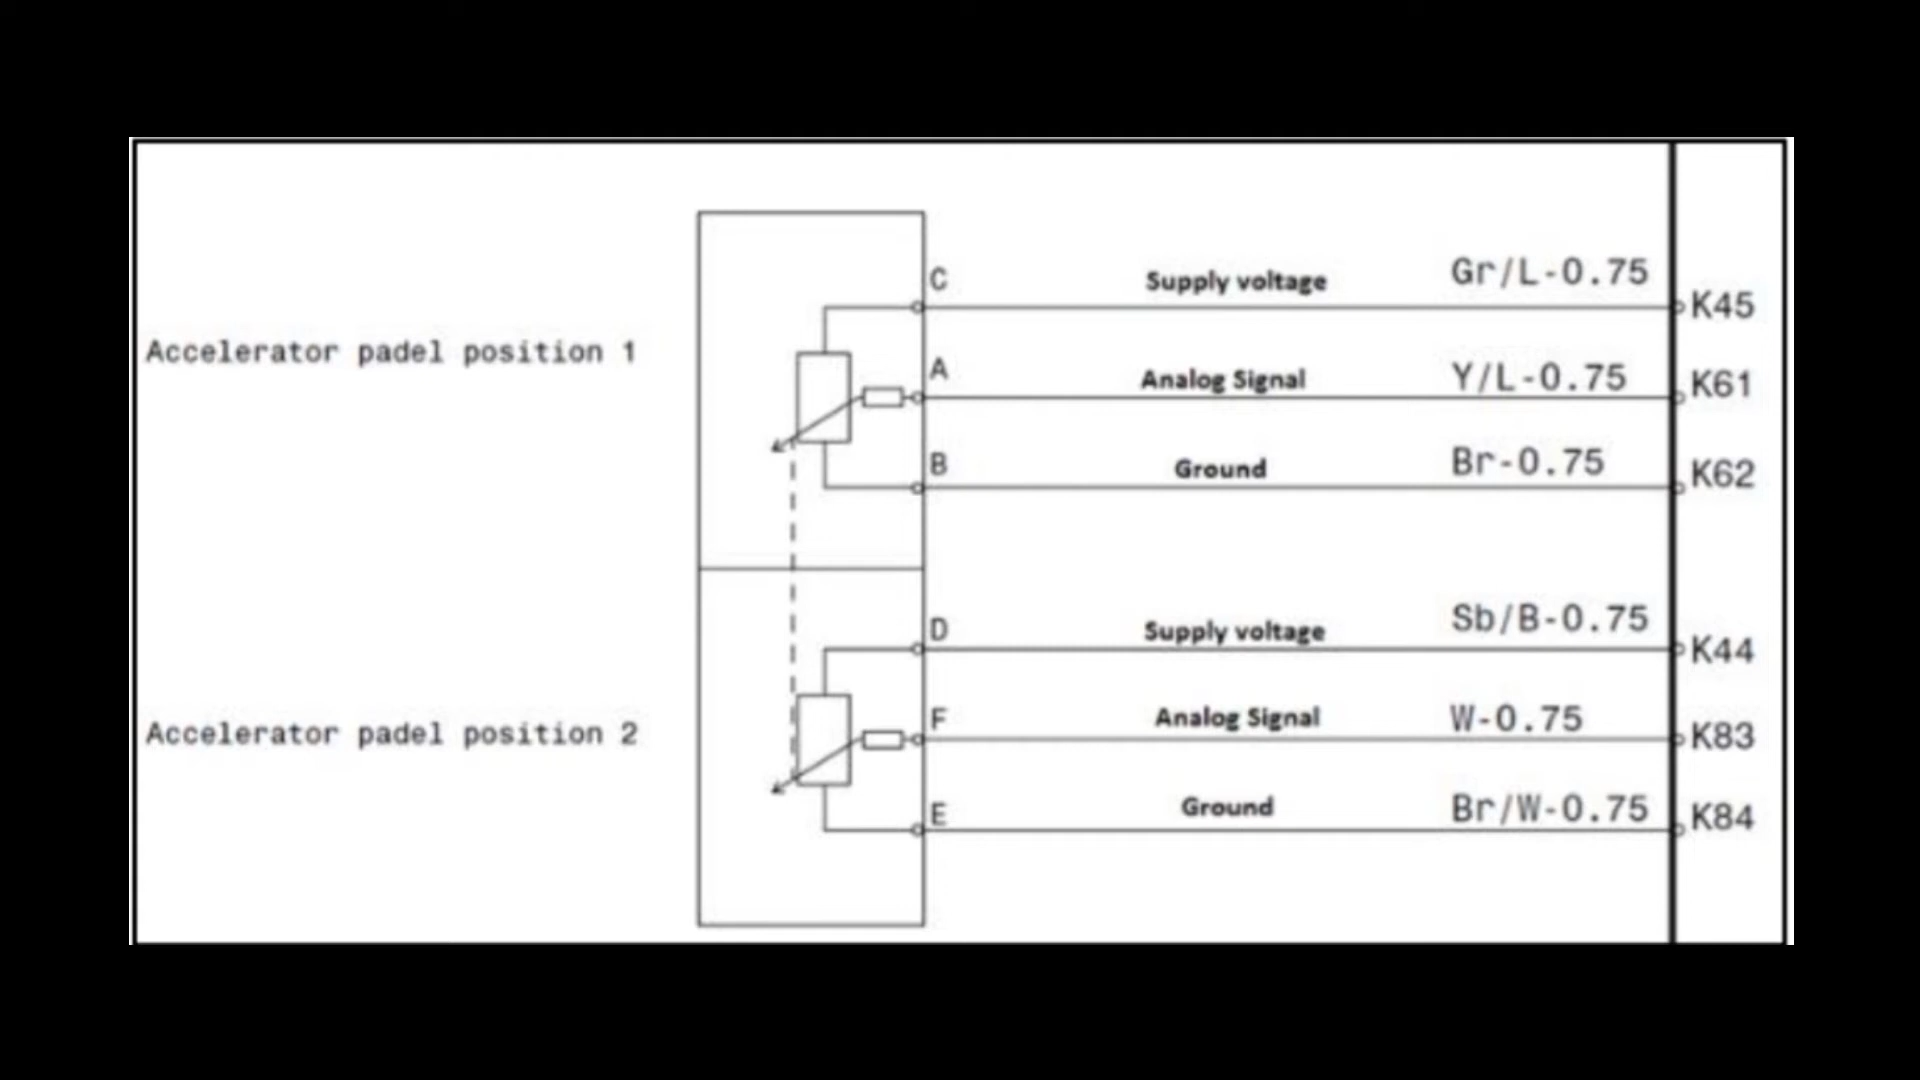 C
Supply voltage
Gr/L-0.75
K45
Accelerator padel position 1
A
Analog Signal
Y/L-0.75
K61
B
Ground
Br-0.75
K62
D
Supply voltage
Sb/B-0.75
K44
Accelerator padel position 2
F
Analog Signal
W-0.75
K83
E
Ground
Br/W-0.75
K84